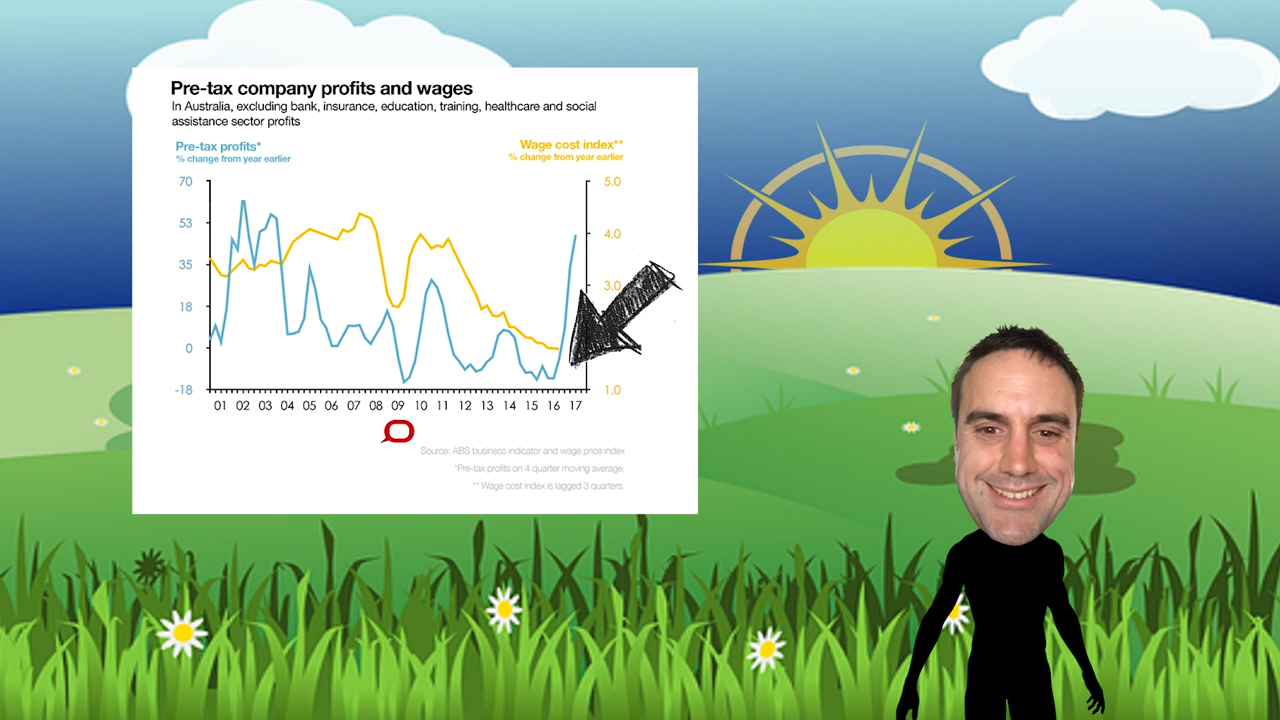 Pre-tax company profits and wages
In Australia, excluding bank, insurance, education, training, healthcare and social
assistance sector profits
Pre-tax profits* Wage cost index**
% change from year earlier % change from year earlier
70 5.0
53
4.0
35
3.0
18
0
-18 1.0
01 02 03 04 05 06 07 08 09 10 11 12 13 14 15 16 17
Source: ABS business indicator and wage price index
*Pre-tax profits on 4 quarter moving average.
** Wage cost index is lagged 3 quarters.